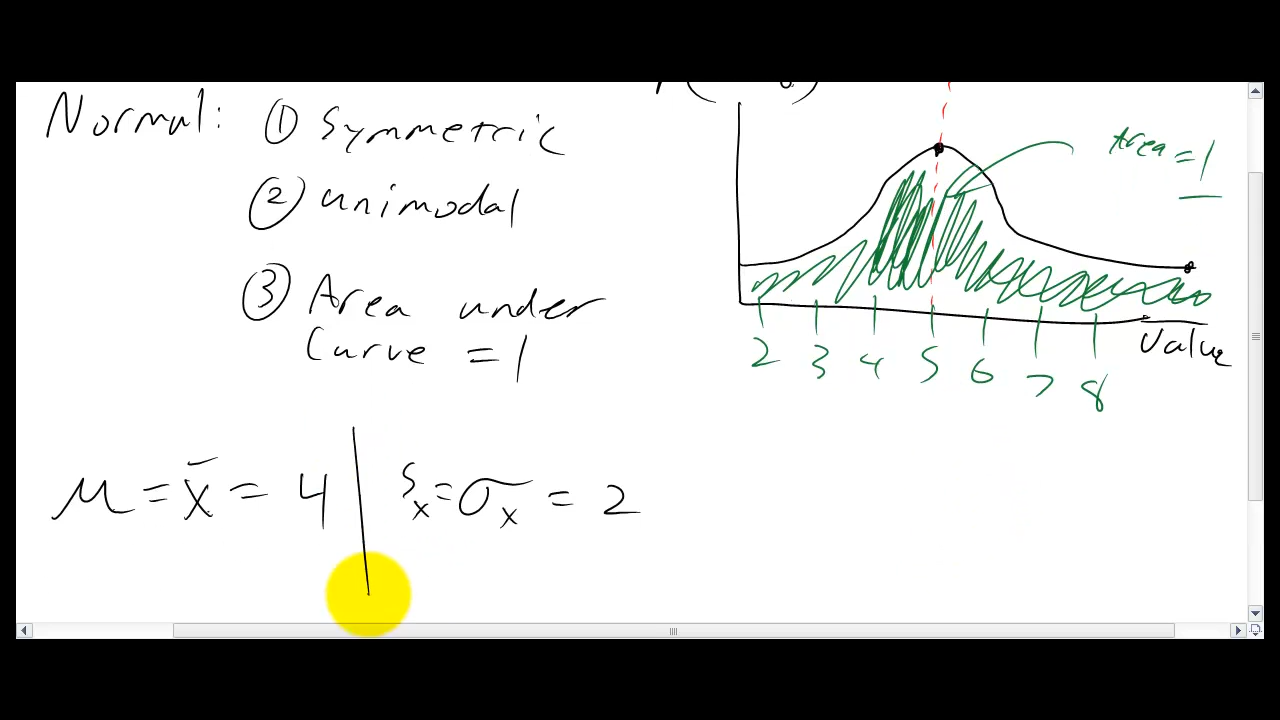 Normal: ① Symmetric
② unimodal
③ Area under
Curve = 1
Area = 1
2 3 4 5 6 7 8
Value
μ = x̄ = 4 | Sₓ = σₓ = 2